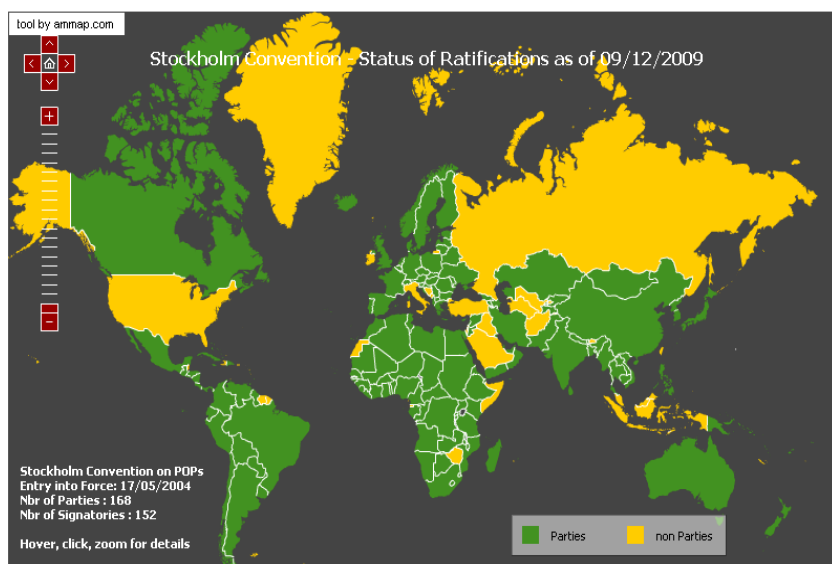 tool by ammap.com
Stockholm Convention - Status of Ratifications as of 09/12/2009
Stockholm Convention on POPs
Entry into Force: 17/05/2004
Nbr of Parties : 168
Nbr of Signatories : 152
Hover, click, zoom for details
Parties
non Parties